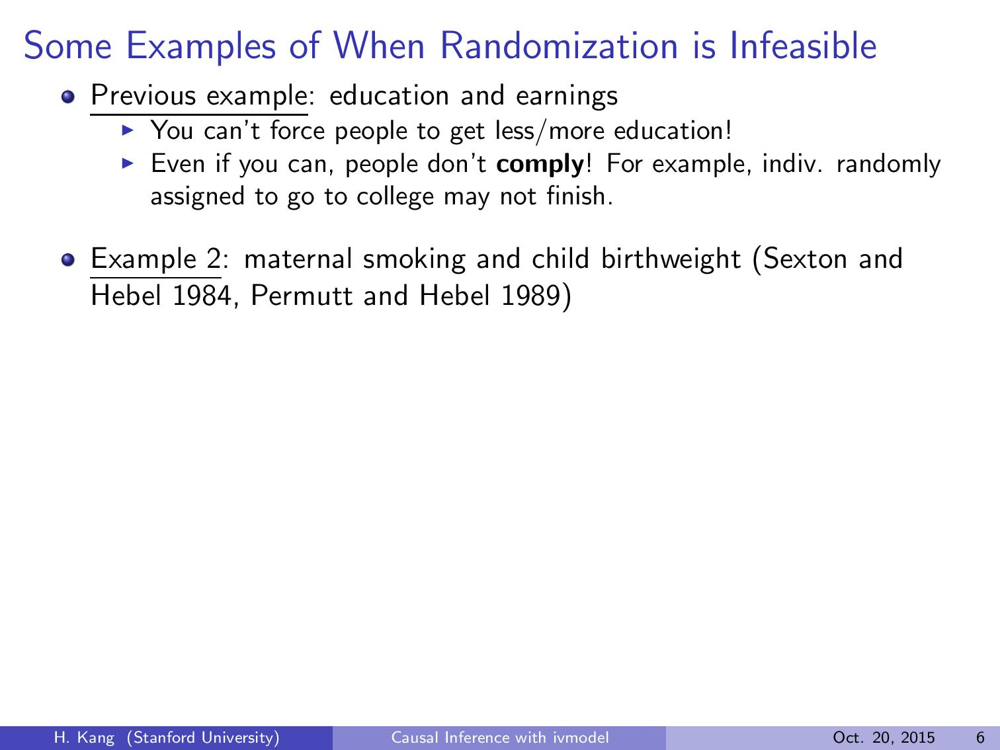 Some Examples of When Randomization is Infeasible
Previous example: education and earnings
You can't force people to get less/more education!
Even if you can, people don't comply! For example, indiv. randomly
assigned to go to college may not finish.
Example 2: maternal smoking and child birthweight (Sexton and
Hebel 1984, Permutt and Hebel 1989)
H. Kang (Stanford University) Causal Inference with ivmodel Oct. 20, 2015 6